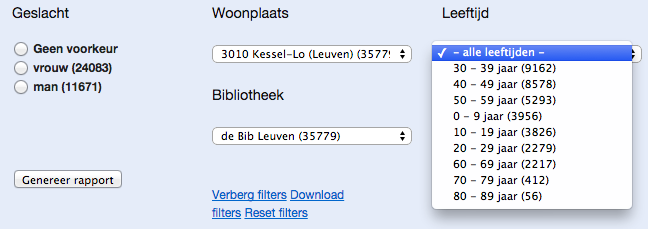 Geslacht
Geen voorkeur
vrouw (24083)
man (11671)
Genereer rapport
Woonplaats
3010 Kessel-Lo (Leuven) (35779
Bibliotheek
de Bib Leuven (35779)
Verberg filters Download
filters Reset filters
Leeftijd
- alle leeftijden -
30 - 39 jaar (9162)
40 - 49 jaar (8578)
50 - 59 jaar (5293)
0 - 9 jaar (3956)
10 - 19 jaar (3826)
20 - 29 jaar (2279)
60 - 69 jaar (2217)
70 - 79 jaar (412)
80 - 89 jaar (56)